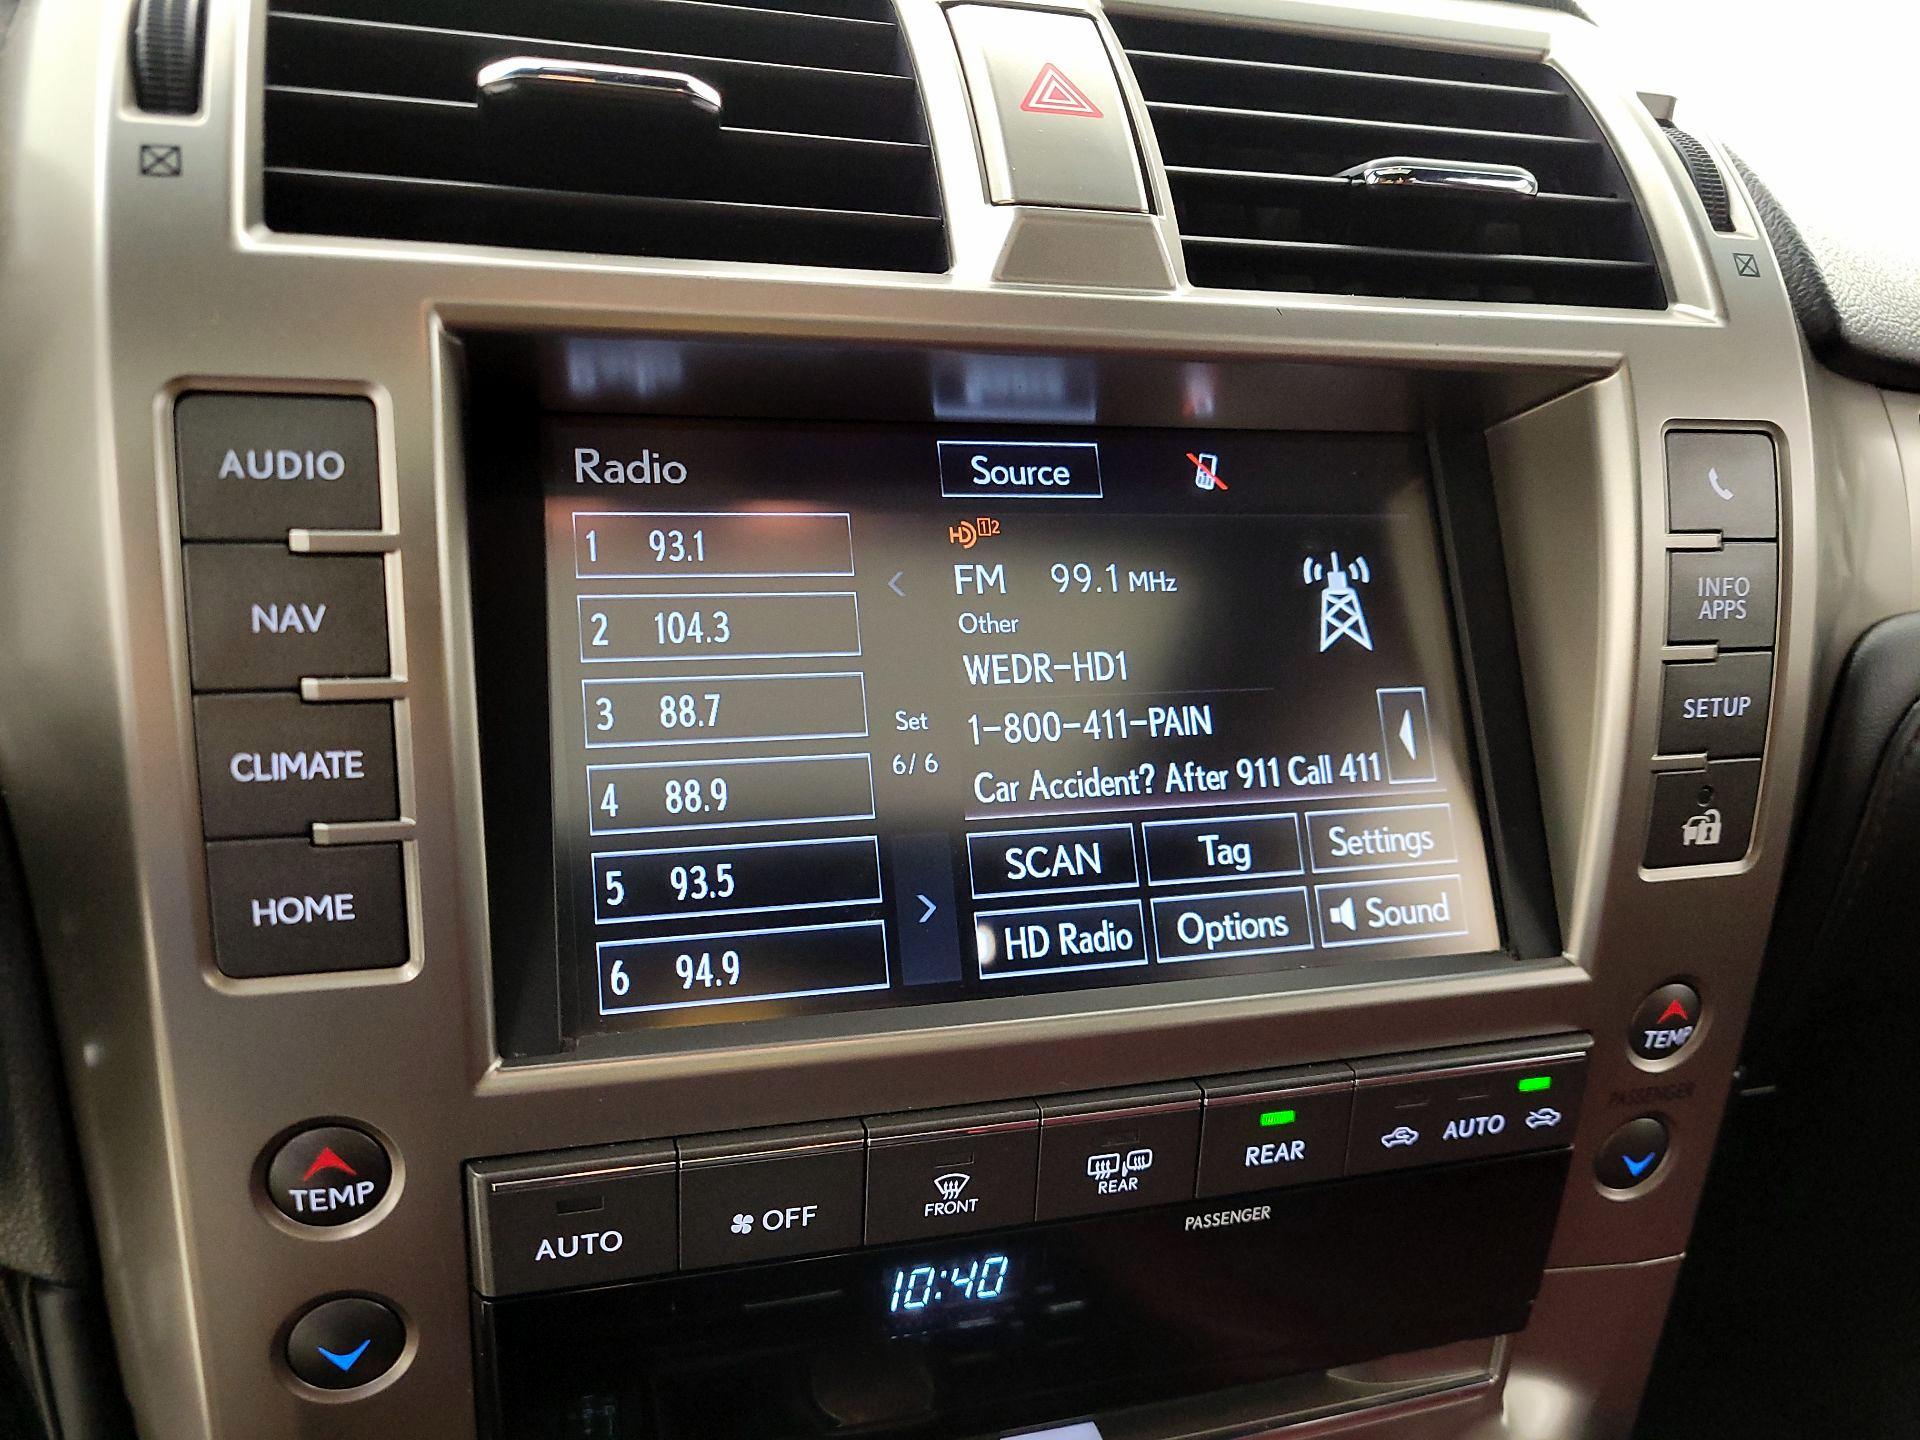 AUDIO
NAV
CLIMATE
HOME
Radio
Source
1 93.1
2 104.3
3 88.7
4 88.9
5 93.5
6 94.9
Set
6/6
HD 1 2
FM 99.1 MHz
Other
WEDR-HD1
1-800-411-PAIN
Car Accident? After 911 Call 411
SCAN
Tag
Settings
HD Radio
Options
Sound
INFO
APPS
SETUP
TEMP
TEMP
PASSENGER
AUTO
OFF
FRONT
REAR
REAR
AUTO
PASSENGER
10:40